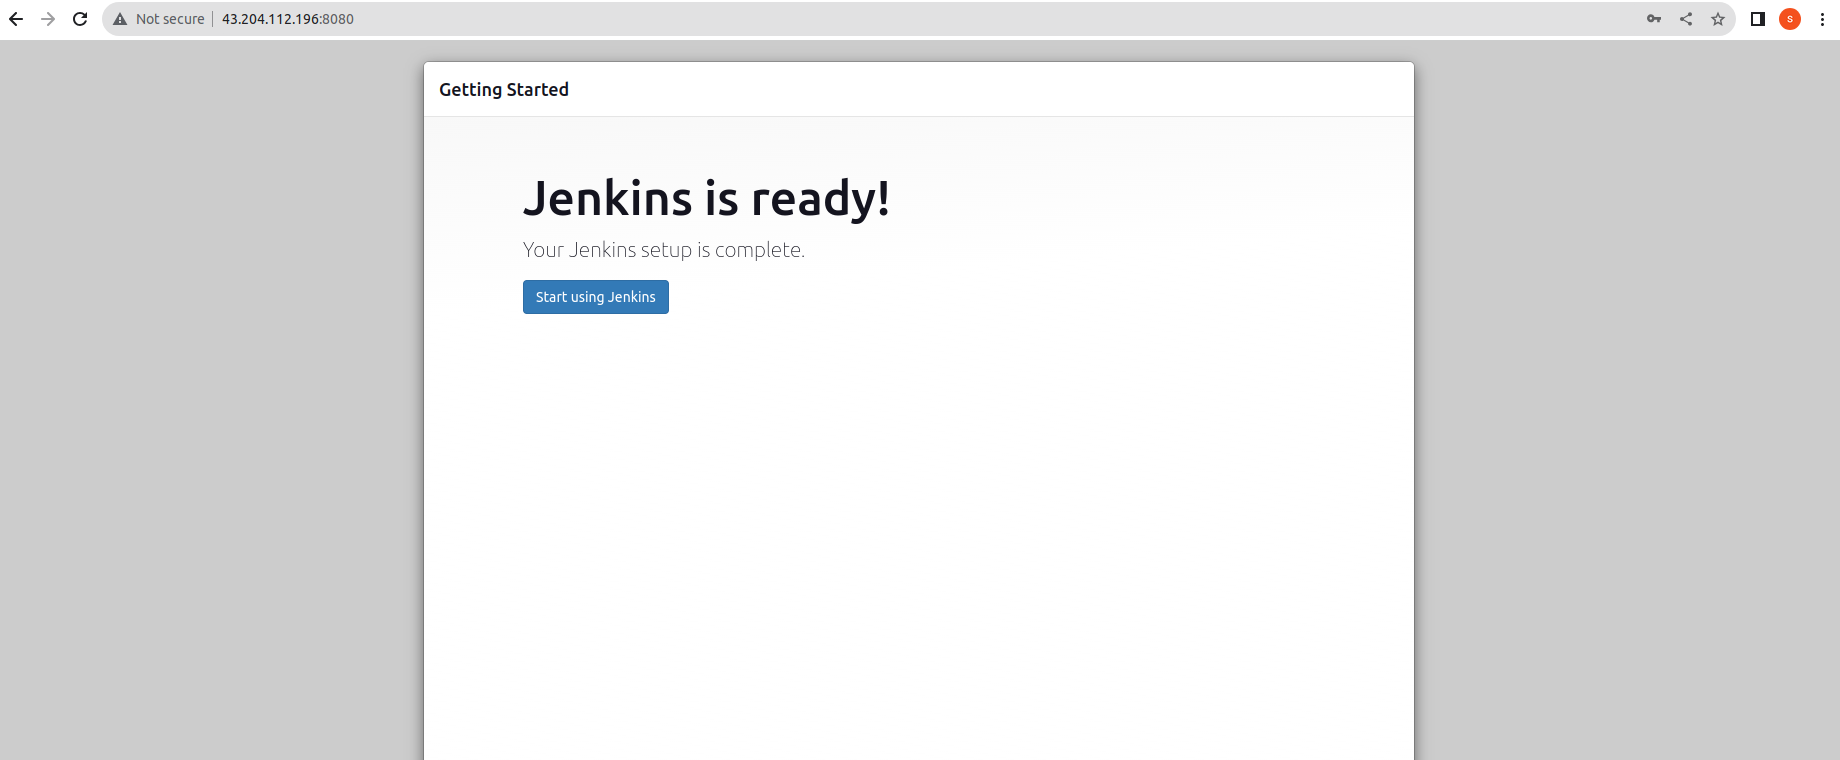 Not secure | 43.204.112.196:8080
S
Getting Started
Jenkins is ready!
Your Jenkins setup is complete.
Start using Jenkins